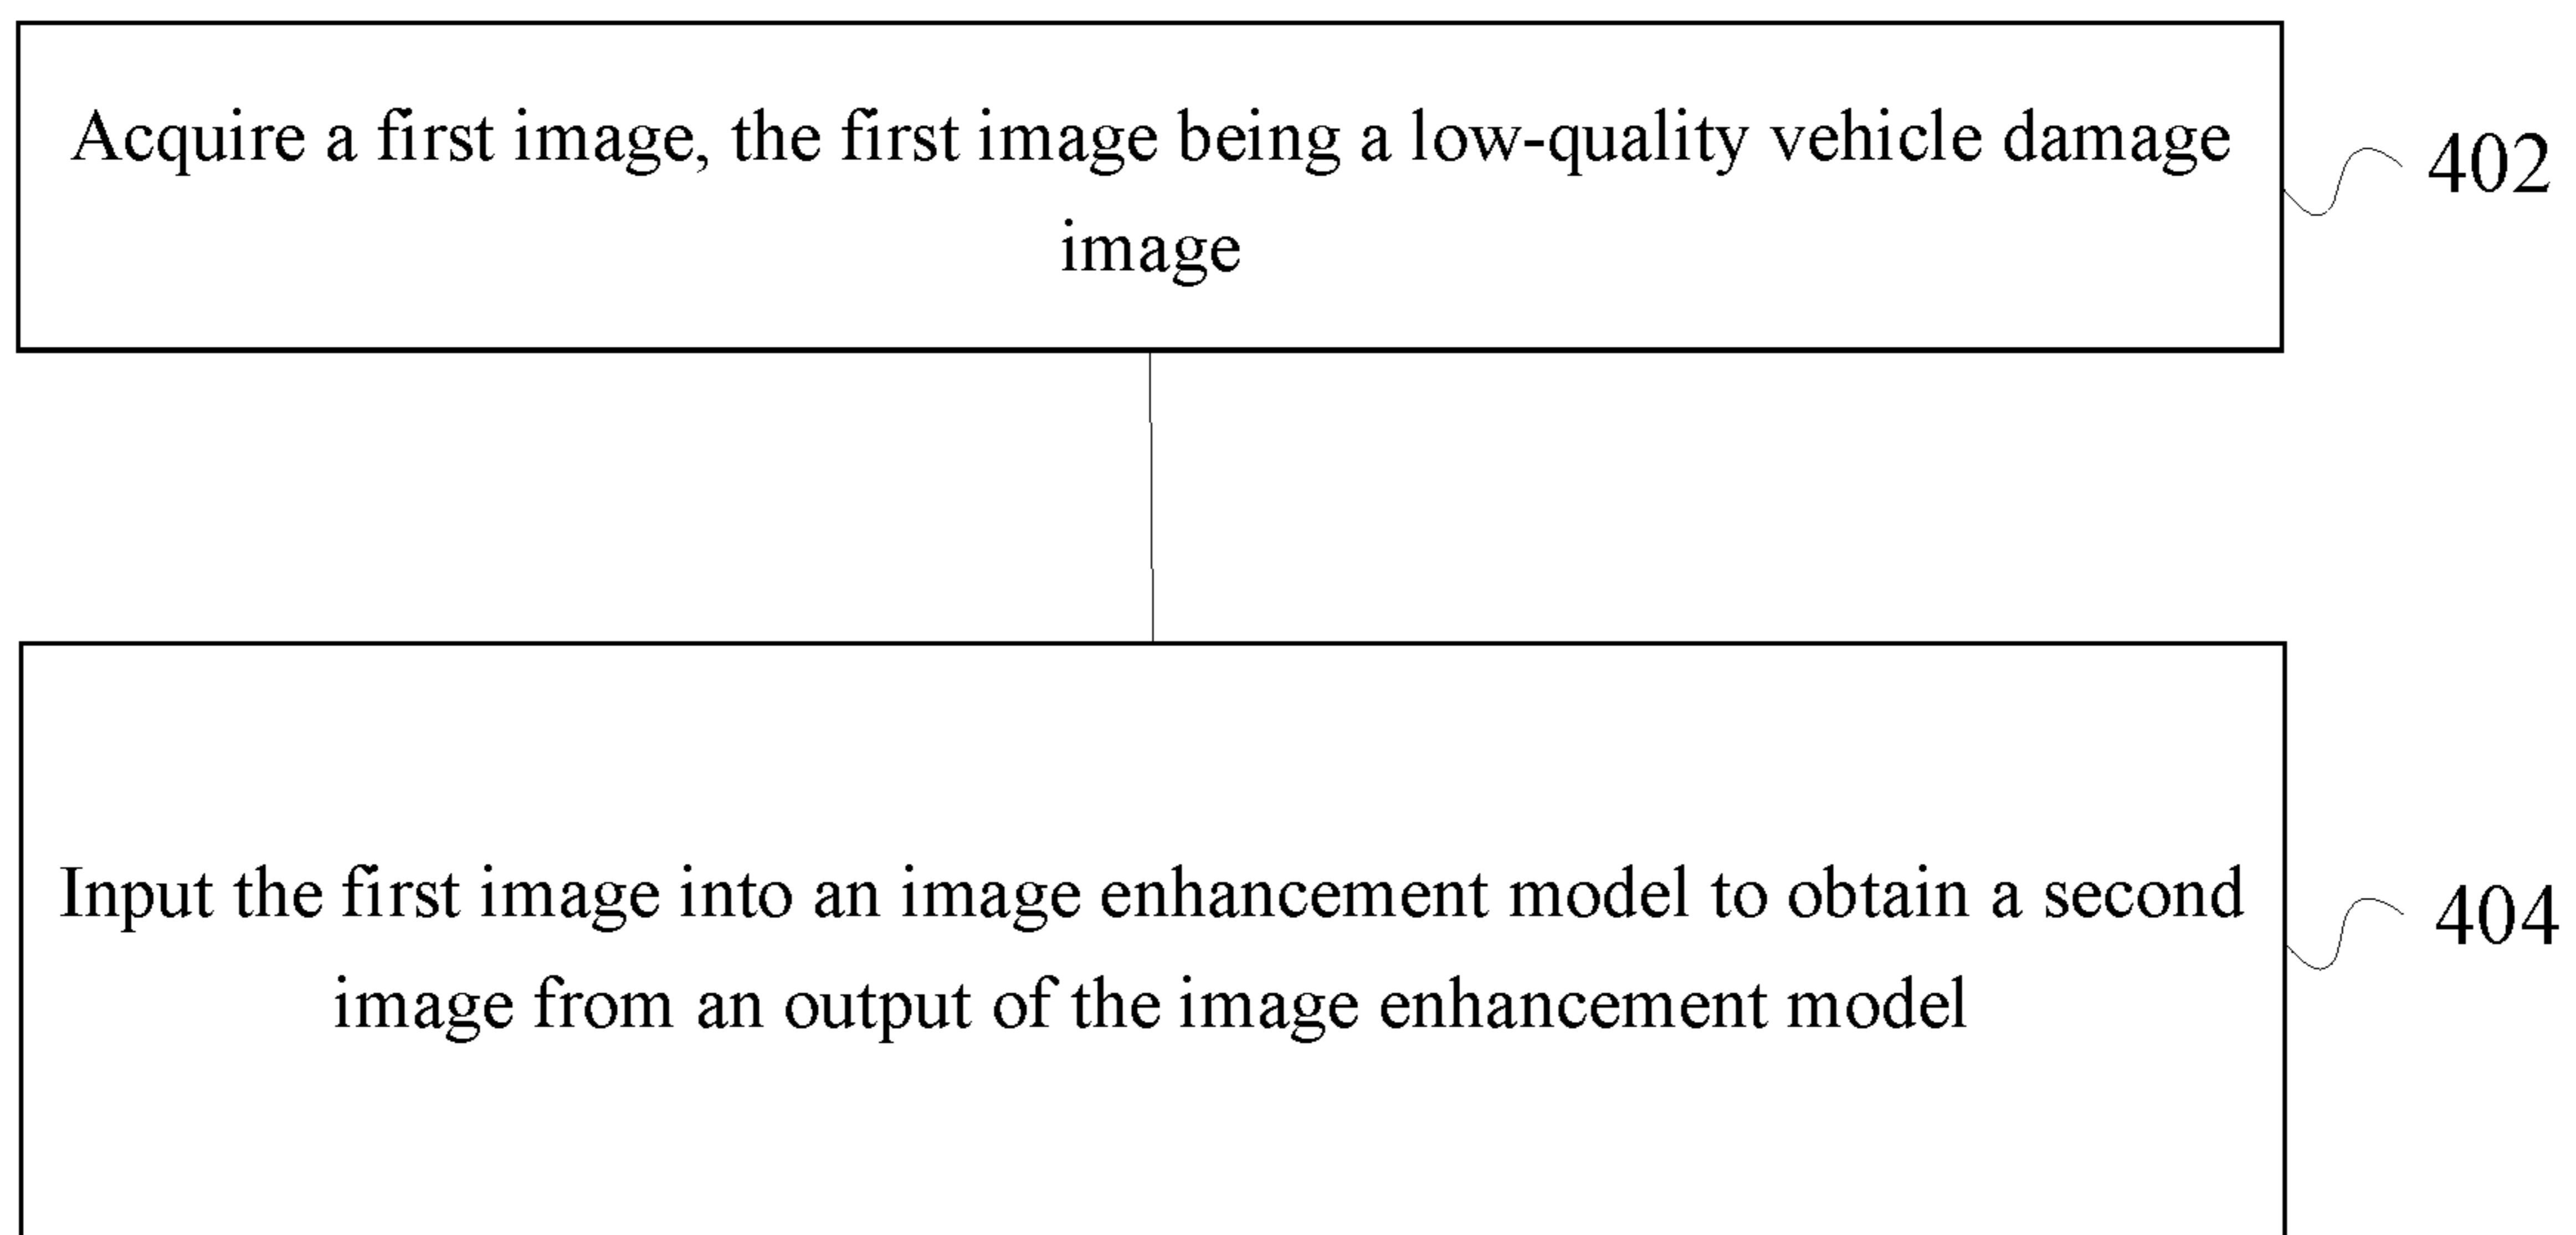 Acquire a first image, the first image being a low-quality vehicle damage
image
402
Input the first image into an image enhancement model to obtain a second
image from an output of the image enhancement model
404